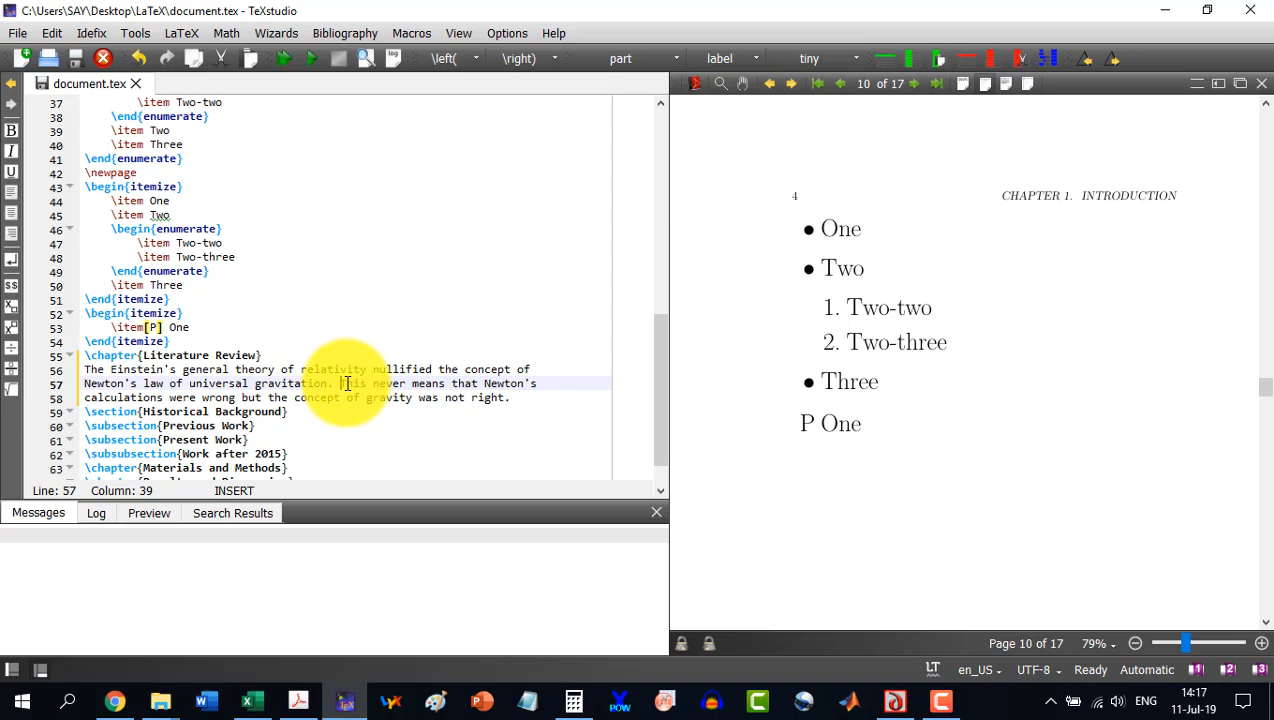 C:\Users\SAY\Desktop\LaTeX\document.tex - TeXstudio
File Edit Idefix Tools LaTeX Math Wizards Bibliography Macros View Options Help
\left( \right) part label tiny
document.tex
10 of 17
37 \item Two-two
38 \end{enumerate}
39 \item Two
40 \item Three
41 \end{enumerate}
42 \newpage
43 \begin{itemize}
44 \item One
45 \item Two
46 \begin{enumerate}
47 \item Two-two
48 \item Two-three
49 \end{enumerate}
50 \item Three
51 \end{itemize}
52 \begin{itemize}
53 \item[P] One
54 \end{itemize}
55 \chapter{Literature Review}
56 The Einstein's general theory of relativity nullified the concept of
57 Newton's law of universal gravitation. This never means that Newton's
58 calculations were wrong but the concept of gravity was not right.
59 \section{Historical Background}
60 \subsection{Previous Work}
61 \subsection{Present Work}
62 \subsubsection{Work after 2015}
63 \chapter{Materials and Methods}
Line: 57 Column: 39 INSERT
Messages Log Preview Search Results
4 CHAPTER 1. INTRODUCTION
• One
• Two
1. Two-two
2. Two-three
• Three
P One
Page 10 of 17 79%
LT en_US UTF-8 Ready Automatic 1 2 3
ENG 14:17
11-Jul-19